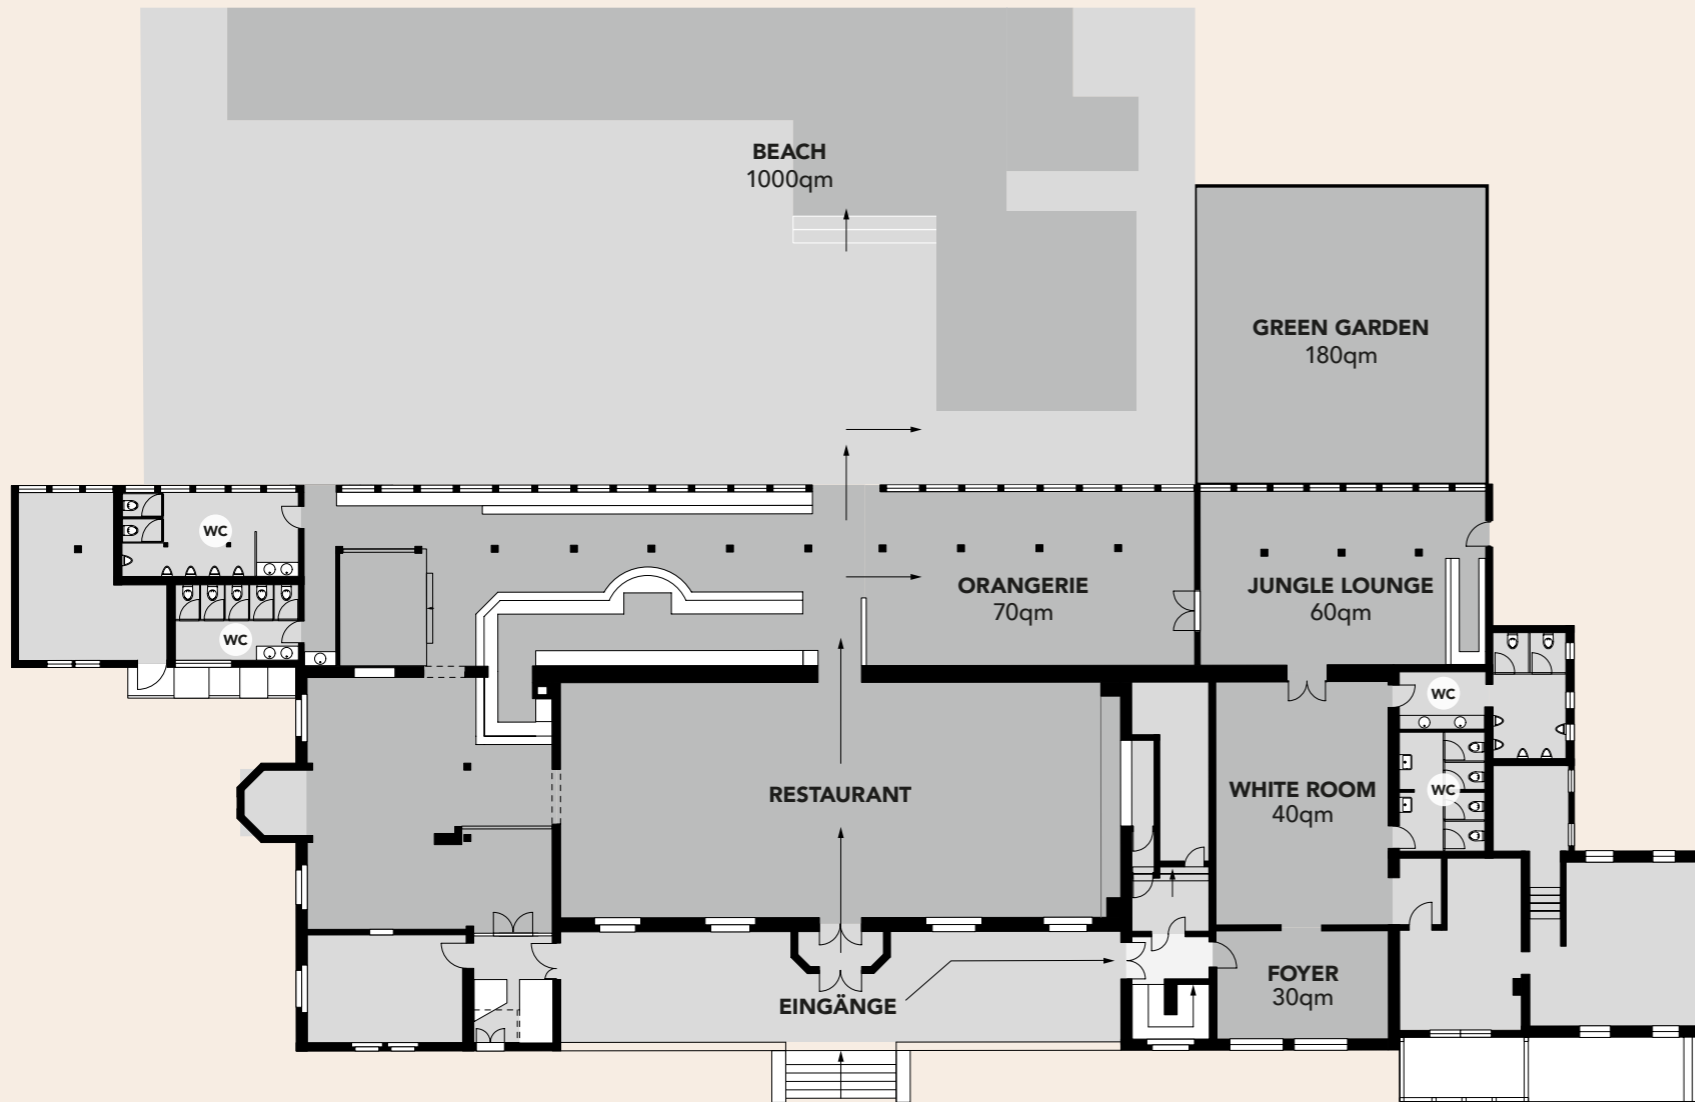 BEACH
1000qm
GREEN GARDEN
180qm
WC
WC
ORANGERIE
70qm
JUNGLE LOUNGE
60qm
WC
WC
RESTAURANT
WHITE ROOM
40qm
EINGÄNGE
FOYER
30qm